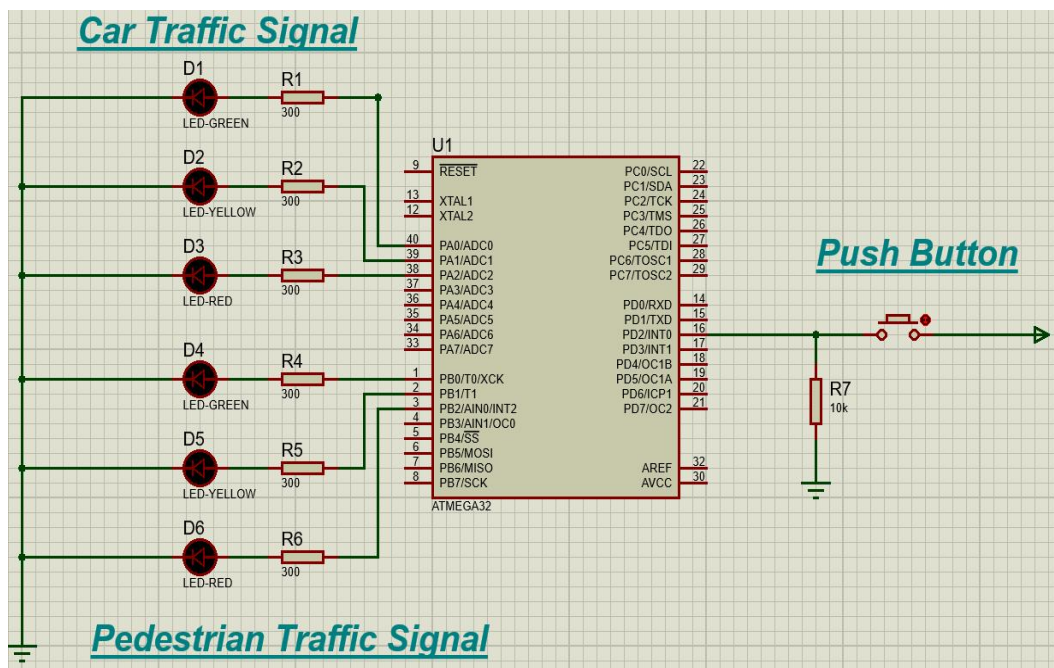 Car Traffic Signal
D1
R1
LED-GREEN
300
D2
R2
LED-YELLOW
300
D3
R3
LED-RED
300
D4
R4
LED-GREEN
300
D5
R5
LED-YELLOW
300
D6
R6
LED-RED
300
Pedestrian Traffic Signal
U1
9 RESET
13 XTAL1
12 XTAL2
40 PA0/ADC0
39 PA1/ADC1
38 PA2/ADC2
37 PA3/ADC3
36 PA4/ADC4
35 PA5/ADC5
34 PA6/ADC6
33 PA7/ADC7
1 PB0/T0/XCK
2 PB1/T1
3 PB2/AIN0/INT2
4 PB3/AIN1/OC0
5 PB4/SS
6 PB5/MOSI
7 PB6/MISO
8 PB7/SCK
PC0/SCL 22
PC1/SDA 23
PC2/TCK 24
PC3/TMS 25
PC4/TDO 26
PC5/TDI 27
PC6/TOSC1 28
PC7/TOSC2 29
PD0/RXD 14
PD1/TXD 15
PD2/INT0 16
PD3/INT1 17
PD4/OC1B 18
PD5/OC1A 19
PD6/ICP1 20
PD7/OC2 21
AREF 32
AVCC 30
ATMEGA32
Push Button
R7
10k